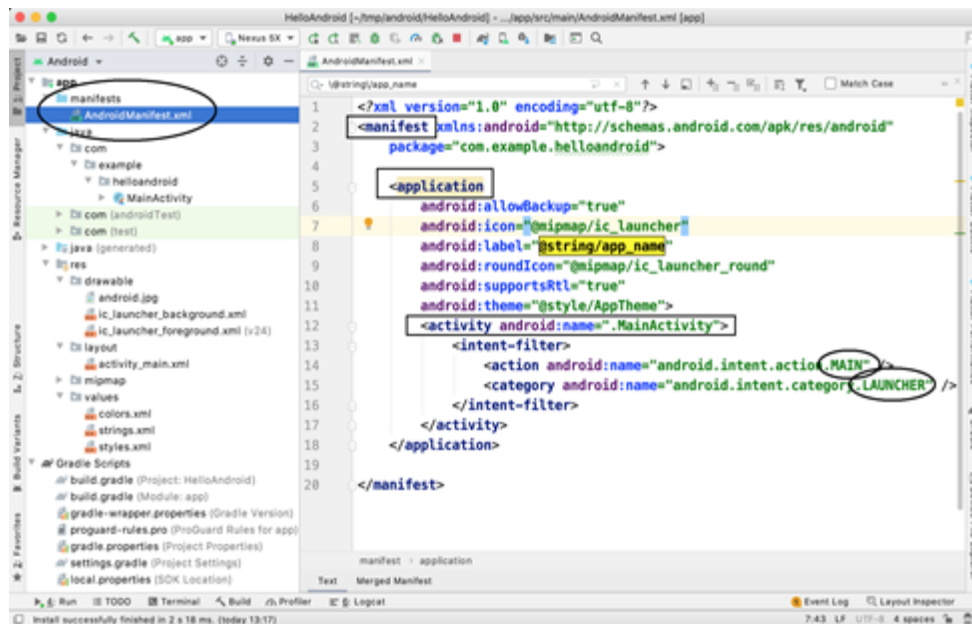 HelloAndroid [~/tmp/android/HelloAndroid] - .../app/src/main/AndroidManifest.xml [app]
app
Nexus 5X
Android
AndroidManifest.xml
1: Project
Resource Manager
Z: Structure
Build Variants
2: Favorites
app
manifests
AndroidManifest.xml
java
com
example
helloandroid
MainActivity
com (androidTest)
com (test)
java (generated)
res
drawable
android.jpg
ic_launcher_background.xml
ic_launcher_foreground.xml (v24)
layout
activity_main.xml
mipmap
values
colors.xml
strings.xml
styles.xml
Gradle Scripts
build.gradle (Project: HelloAndroid)
build.gradle (Module: app)
gradle-wrapper.properties (Gradle Version)
proguard-rules.pro (ProGuard Rules for app)
gradle.properties (Project Properties)
settings.gradle (Project Settings)
local.properties (SDK Location)
\@string\/app_name
Match Case
1 <?xml version="1.0" encoding="utf-8"?>
2 <manifest xmlns:android="http://schemas.android.com/apk/res/android"
3 package="com.example.helloandroid">
4
5 <application
6 android:allowBackup="true"
7 android:icon="@mipmap/ic_launcher"
8 android:label="@string/app_name"
9 android:roundIcon="@mipmap/ic_launcher_round"
10 android:supportsRtl="true"
11 android:theme="@style/AppTheme">
12 <activity android:name=".MainActivity">
13 <intent-filter>
14 <action android:name="android.intent.action.MAIN" />
15 <category android:name="android.intent.category.LAUNCHER" />
16 </intent-filter>
17 </activity>
18 </application>
19
20 </manifest>
manifest › application
Text Merged Manifest
4: Run TODO Terminal Build Profiler 6: Logcat Event Log Layout Inspector
Install successfully finished in 2 s 18 ms. (today 13:17) 7:43 LF UTF-8 4 spaces